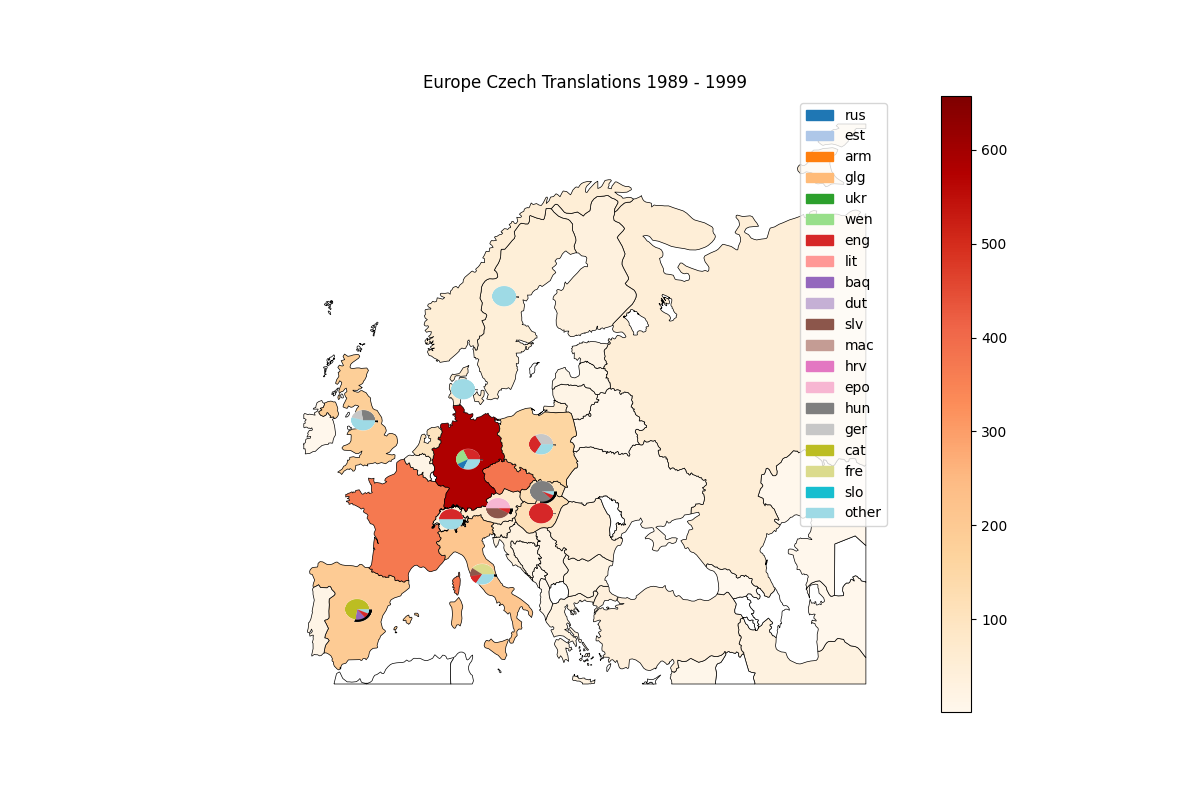 Europe Czech Translations 1989 - 1999
rus
est
arm
glg
ukr
wen
eng
lit
baq
dut
slv
mac
hrv
epo
hun
ger
cat
fre
slo
other
600
500
400
300
200
100